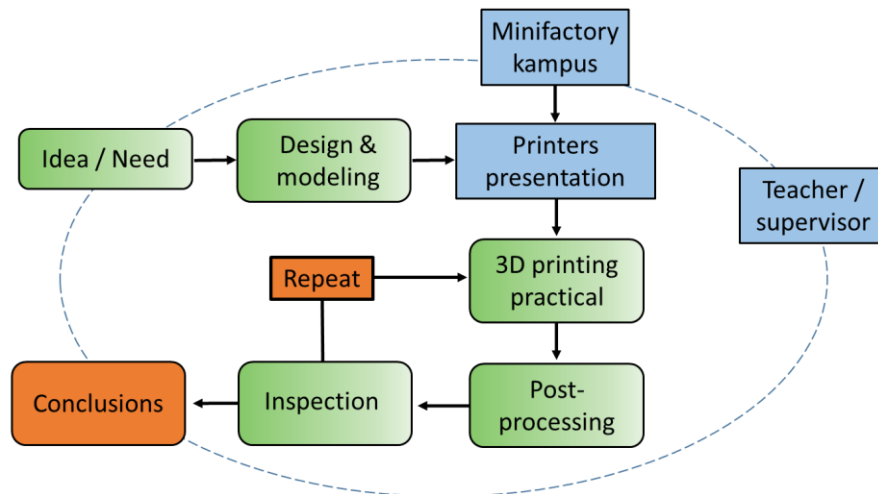 Minifactory
kampus
Idea / Need
Design &
modeling
Printers
presentation
Teacher /
supervisor
Repeat
3D printing
practical
Conclusions
Inspection
Post-
processing